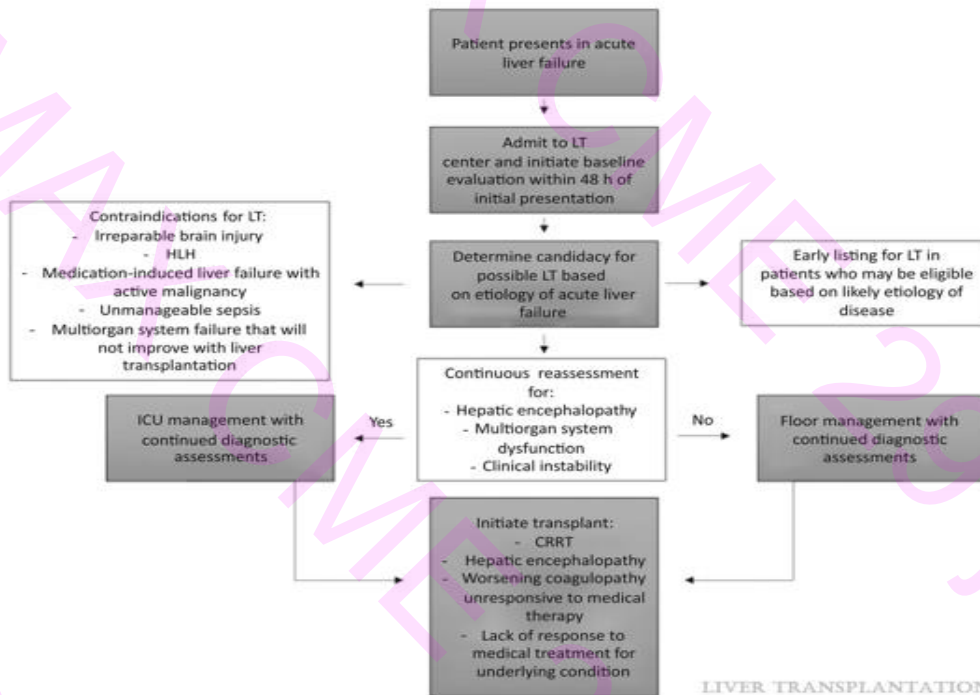 Patient presents in acute
liver failure
Admit to LT
center and initiate baseline
evaluation within 48 h of
initial presentation
Contraindications for LT:
- Irreparable brain injury
- HLH
- Medication-induced liver failure with
active malignancy
- Unmanageable sepsis
- Multiorgan system failure that will
not improve with liver
transplantation
Determine candidacy for
possible LT based
on etiology of acute liver
failure
Early listing for LT in
patients who may be eligible
based on likely etiology of
disease
Continuous reassessment
for:
- Hepatic encephalopathy
- Multiorgan system
dysfunction
- Clinical instability
ICU management with
continued diagnostic
assessments
Yes
No
Floor management with
continued diagnostic
assessments
Initiate transplant:
- CRRT
- Hepatic encephalopathy
- Worsening coagulopathy
unresponsive to medical
therapy
- Lack of response to
medical treatment for
underlying condition
LIVER TRANSPLANTATION
CME
CME